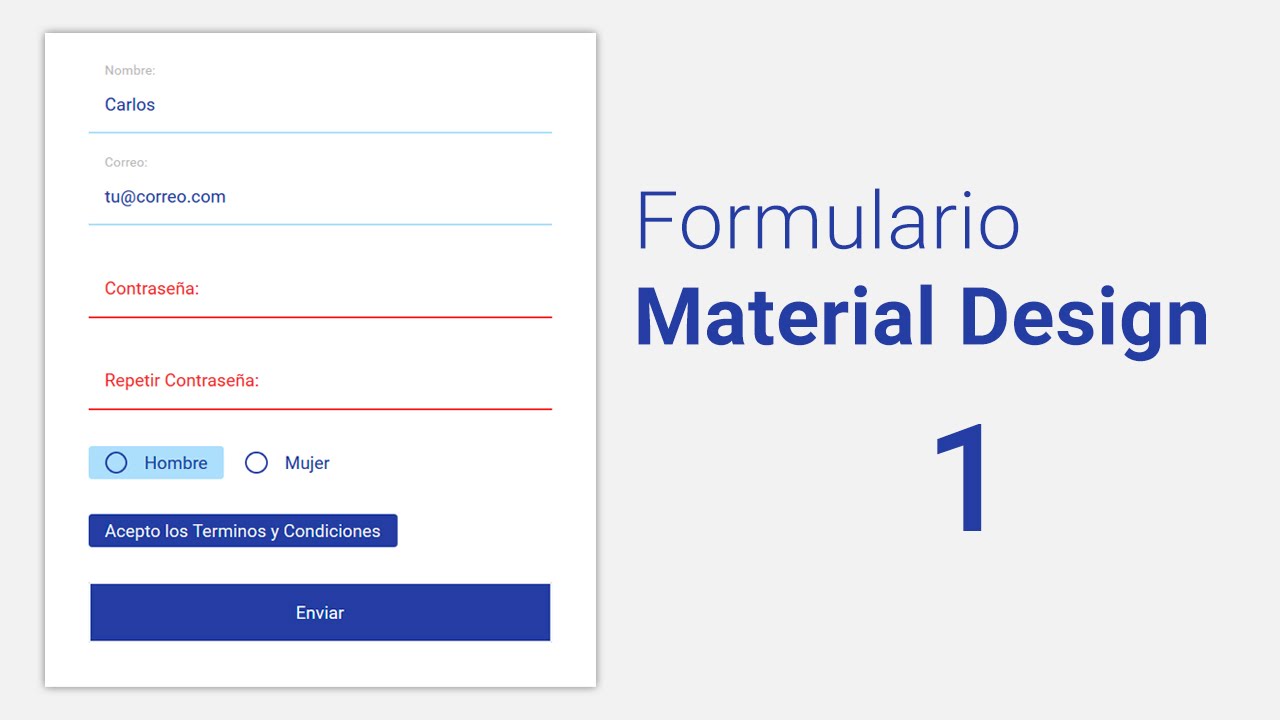 Nombre:
Carlos
Correo:
tu@correo.com
Contraseña:
Repetir Contraseña:
Hombre Mujer
Acepto los Terminos y Condiciones
Enviar
Formulario
Material Design
1